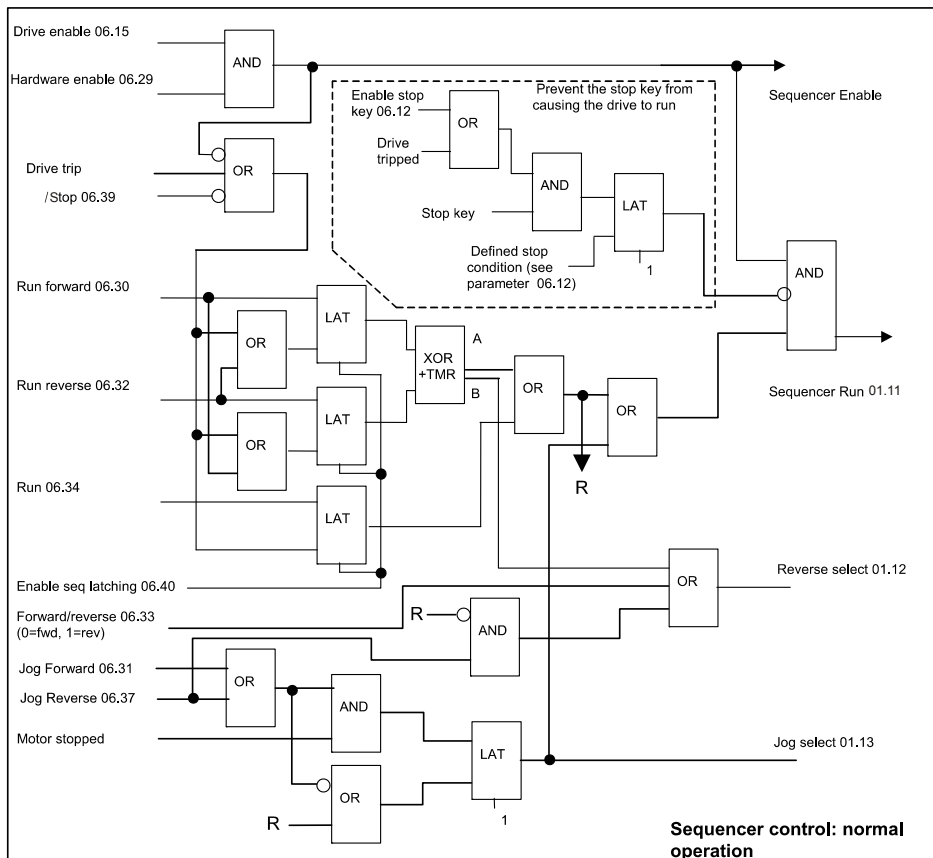 Drive enable 06.15
AND
Hardware enable 06.29
Sequencer Enable
Prevent the stop key from
causing the drive to run
Enable stop
key 06.12
OR
Drive
tripped
AND
Stop key
LAT
Defined stop
condition (see
parameter 06.12)
1
Drive trip
OR
/Stop 06.39
AND
Run forward 06.30
LAT
OR
XOR
+TMR
A
B
Run reverse 06.32
LAT
OR
OR
OR
Sequencer Run 01.11
R
Run 06.34
LAT
Enable seq latching 06.40
Reverse select 01.12
OR
Forward/reverse 06.33
(0=fwd, 1=rev)
R
AND
Jog Forward 06.31
OR
Jog Reverse 06.37
AND
Motor stopped
LAT
Jog select 01.13
OR
R
1
Sequencer control: normal
operation